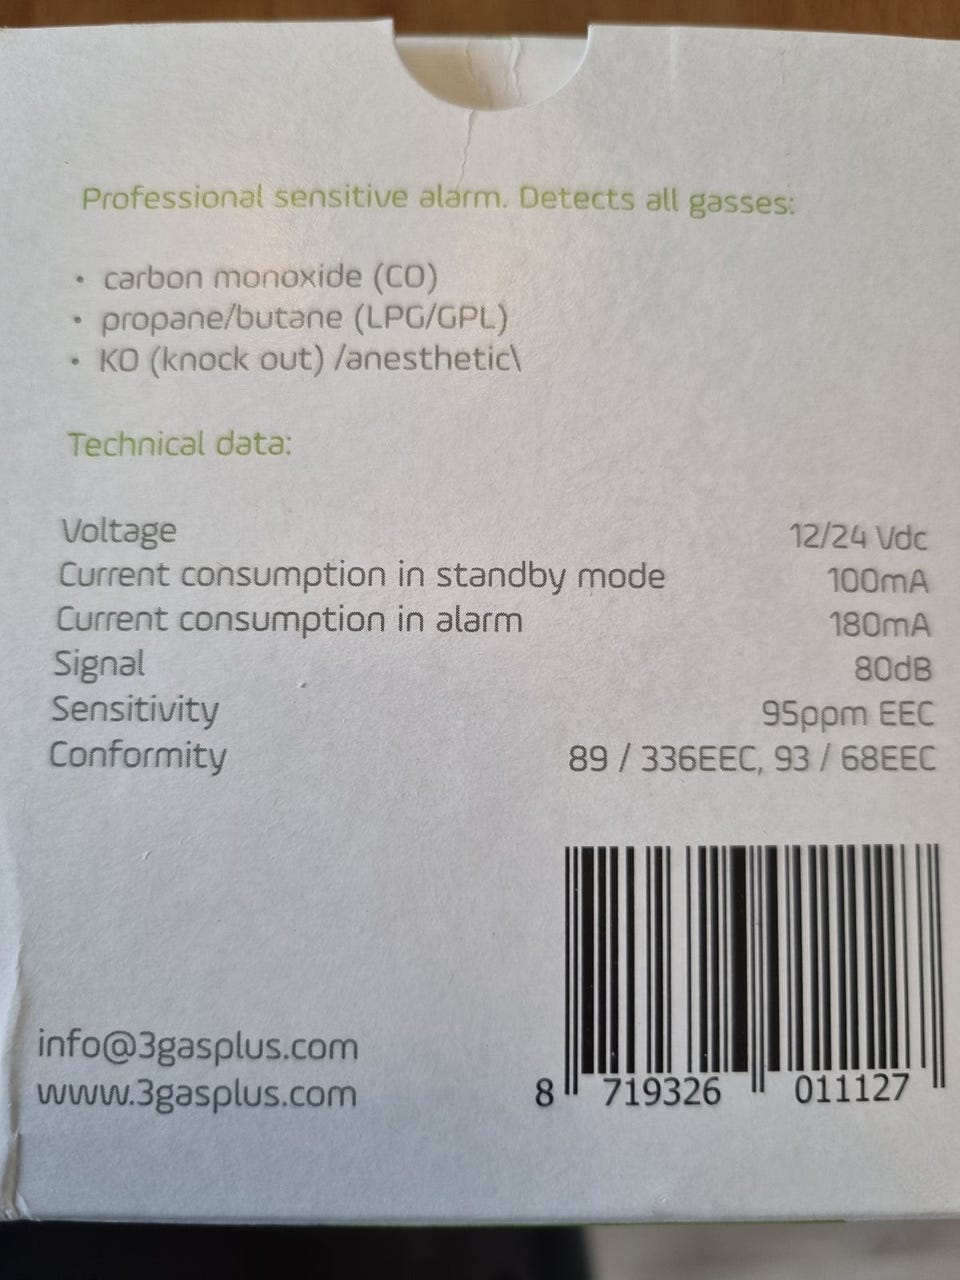 Professional sensitive alarm. Detects all gasses:
• carbon monoxide (CO)
• propane/butane (LPG/GPL)
• KO (knock out) /anesthetic\
Technical data:
Voltage 12/24 Vdc
Current consumption in standby mode 100mA
Current consumption in alarm 180mA
Signal 80dB
Sensitivity 95ppm EEC
Conformity 89 / 336EEC, 93 / 68EEC
info@3gasplus.com
www.3gasplus.com
8 719326 011127